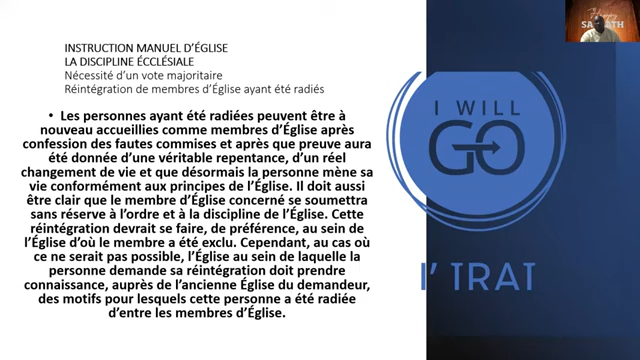 INSTRUCTION MANUEL D’ÉGLISE
LA DISCIPLINE ÉCCLÉSIALE
Nécessité d’un vote majoritaire
Réintégration de membres d’Église ayant été radiés
• Les personnes ayant été radiées peuvent être à
nouveau accueillies comme membres d’Église après
confession des fautes commises et après que preuve aura
été donnée d’une véritable repentance, d’un réel
changement de vie et que désormais la personne mène sa
vie conformément aux principes de l’Église. Il doit aussi
être clair que le membre d’Église concerné se soumettra
sans réserve à l’ordre et à la discipline de l’Église. Cette
réintégration devrait se faire, de préférence, au sein de
l’Église d’où le membre a été exclu. Cependant, au cas où
ce ne serait pas possible, l’Église au sein de laquelle la
personne demande sa réintégration doit prendre
connaissance, auprès de l’ancienne Église du demandeur,
des motifs pour lesquels cette personne a été radiée
d’entre les membres d’Église.
I WILL
GO
I’ TRAT
Happy